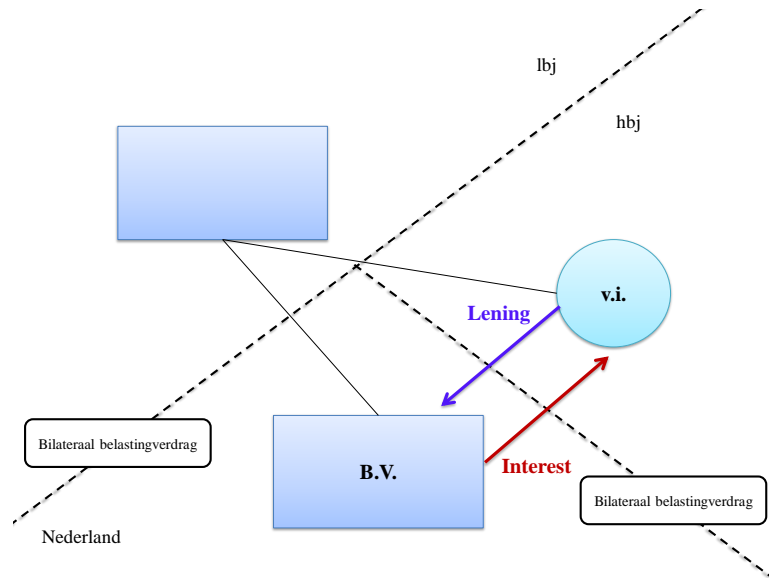 lbj
hbj
v.i.
Lening
Bilateraal belastingverdrag
B.V.
Interest
Bilateraal belastingverdrag
Nederland